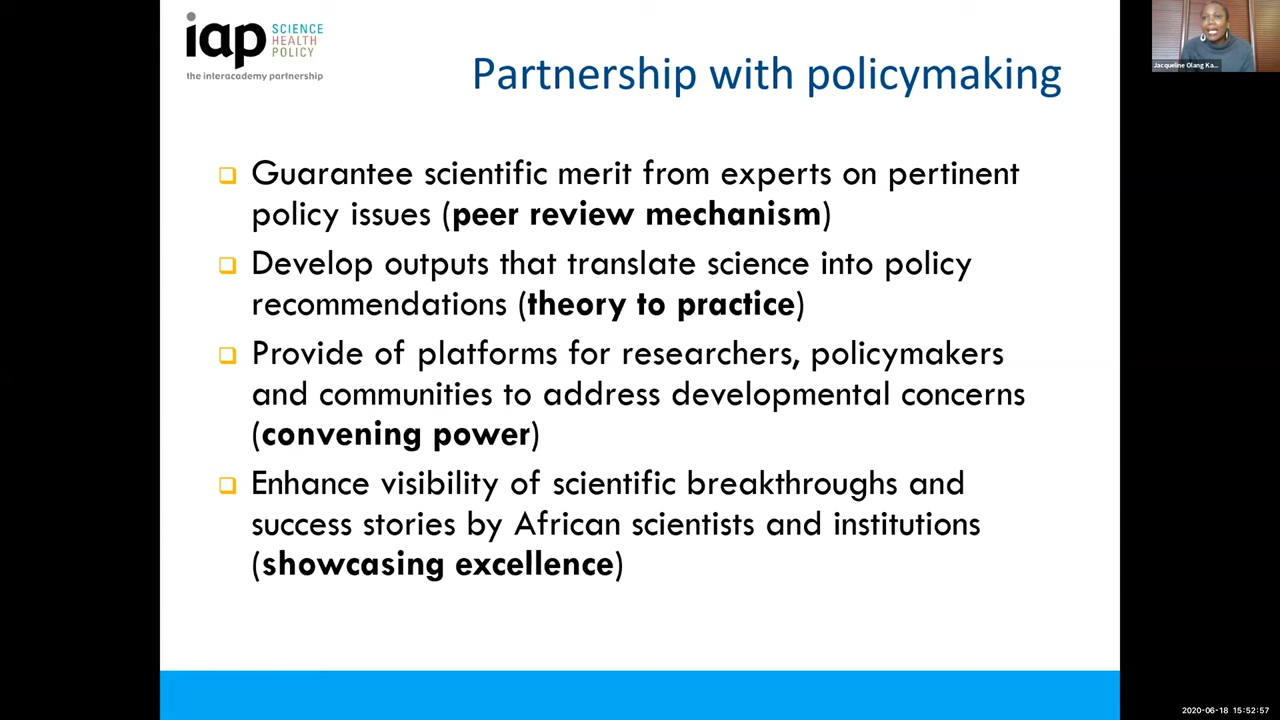 iap SCIENCE
HEALTH
POLICY
the interacademy partnership
Jacqueline Olang Ka...
Partnership with policymaking
Guarantee scientific merit from experts on pertinent
policy issues (peer review mechanism)
Develop outputs that translate science into policy
recommendations (theory to practice)
Provide of platforms for researchers, policymakers
and communities to address developmental concerns
(convening power)
Enhance visibility of scientific breakthroughs and
success stories by African scientists and institutions
(showcasing excellence)
2020-06-18 15:52:57